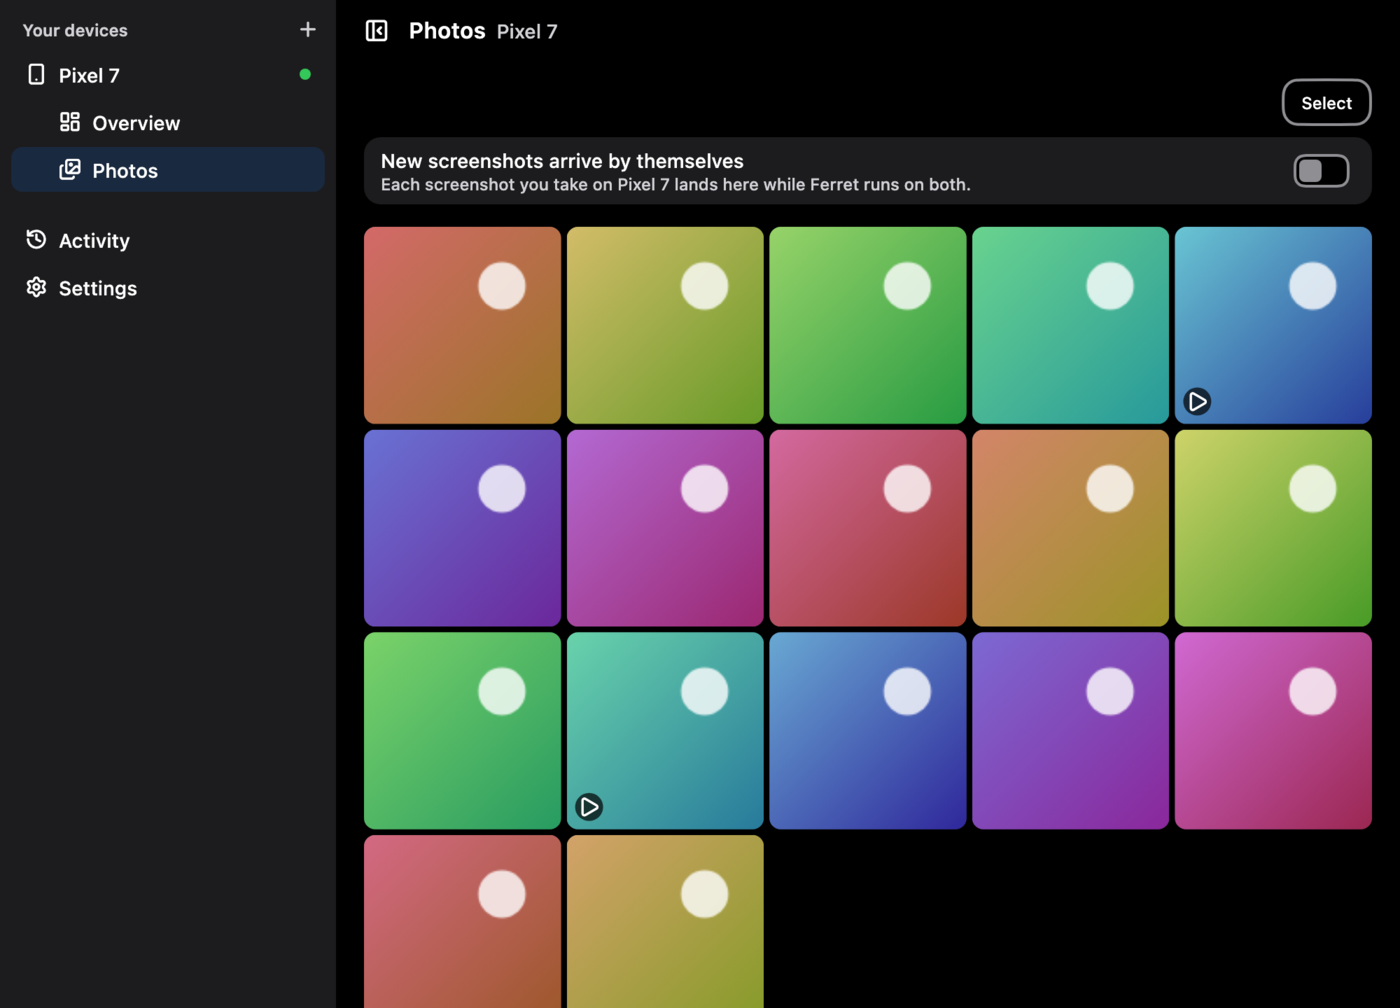 Your devices
Pixel 7
Overview
Photos
Activity
Settings
Photos Pixel 7
Select
New screenshots arrive by themselves
Each screenshot you take on Pixel 7 lands here while Ferret runs on both.